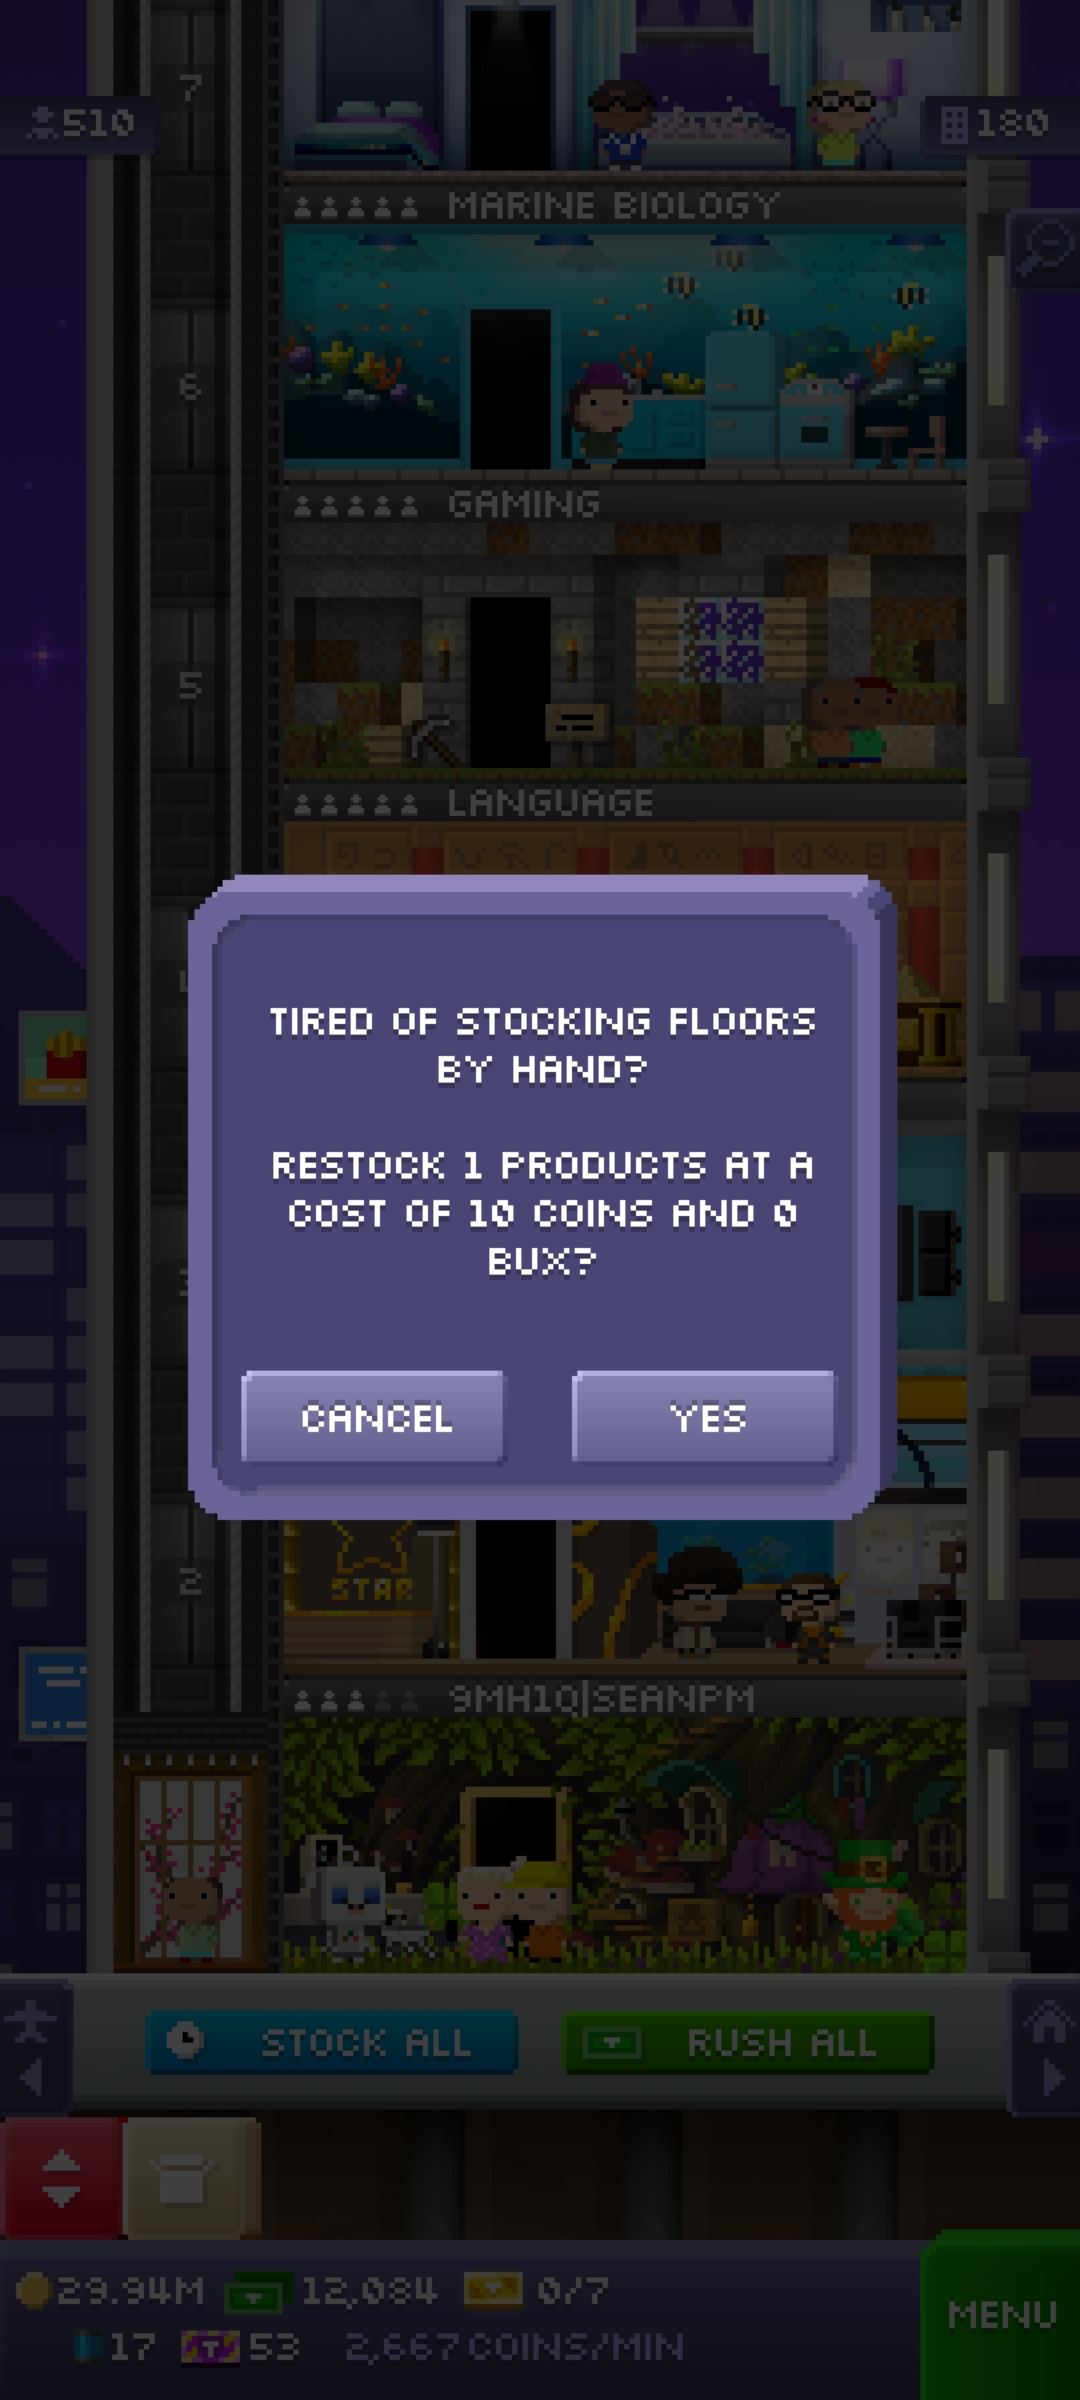 7
510
180
MARINE BIOLOGY
6
GAMING
5
LANGUAGE
TIRED OF STOCKING FLOORS
BY HAND?
RESTOCK 1 PRODUCTS AT A
COST OF 10 COINS AND 0
BUX?
CANCEL
YES
2
STAR
9MH1Q|SEANPM
STOCK ALL
RUSH ALL
29.94M
12,084
0/7
MENU
17
53
2,667 COINS/MIN